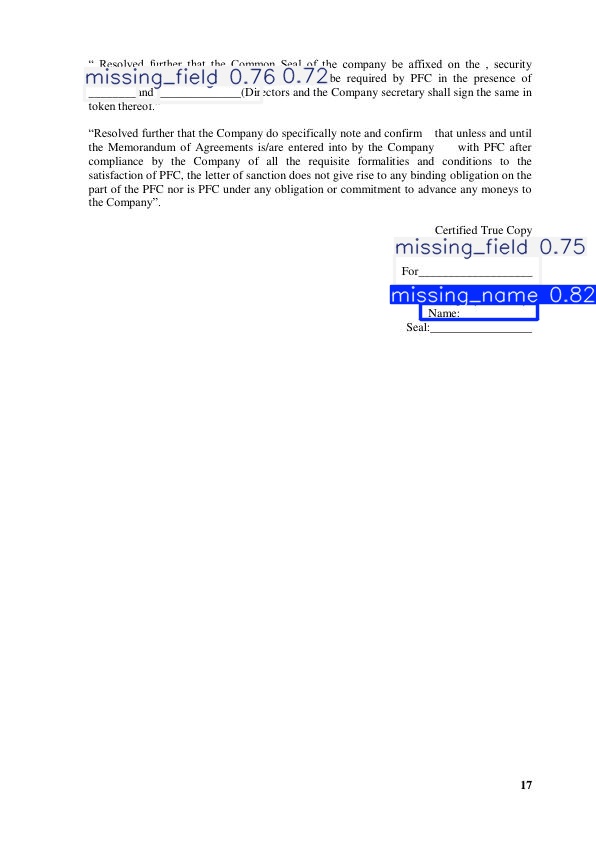 “ Resolved further that the Common Seal of the company be affixed on the , security
missing_field 0.76 0.72 be required by PFC in the presence of
________ and ______________(Directors and the Company secretary shall sign the same in
token thereof.
“Resolved further that the Company do specifically note and confirm that unless and until
the Memorandum of Agreements is/are entered into by the Company with PFC after
compliance by the Company of all the requisite formalities and conditions to the
satisfaction of PFC, the letter of sanction does not give rise to any binding obligation on the
part of the PFC nor is PFC under any obligation or commitment to advance any moneys to
the Company”.
Certified True Copy
missing_field 0.75
For___________________
missing_name 0.82
Name:
Seal:_________________
17